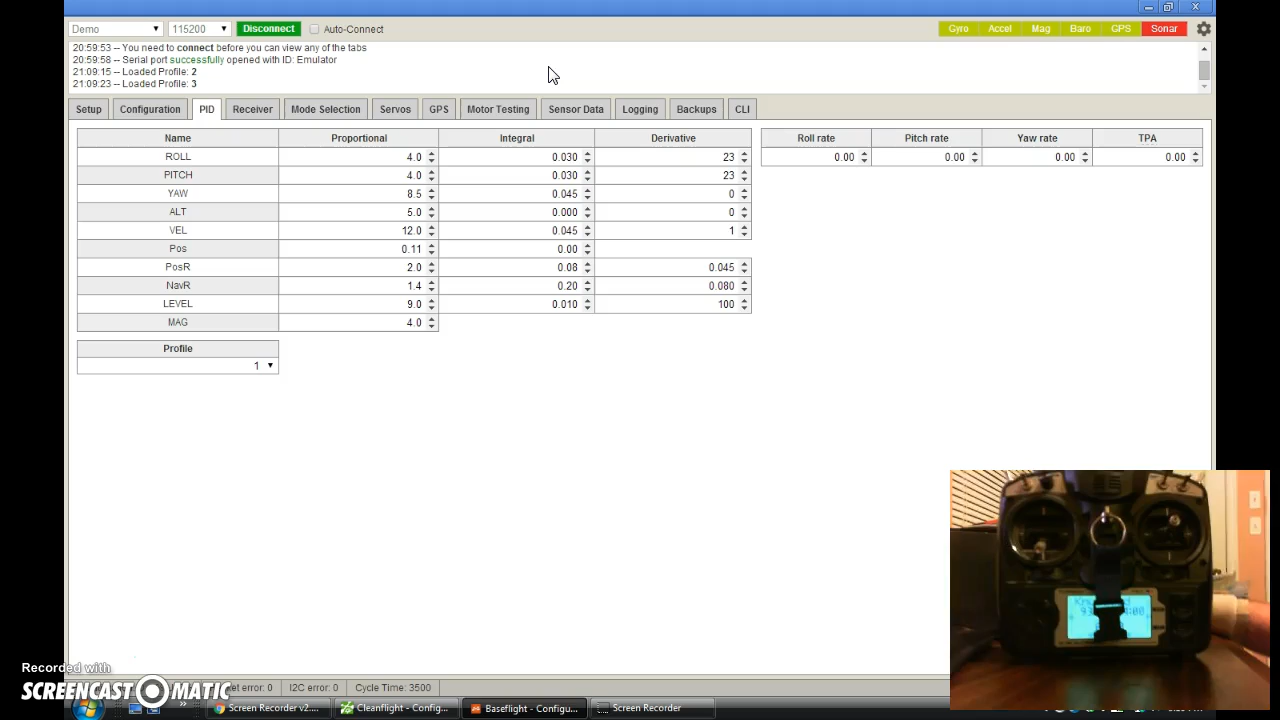 Demo 115200 Disconnect Auto-Connect Gyro Accel Mag Baro GPS Sonar
20:59:53 -- You need to connect before you can view any of the tabs
20:59:58 -- Serial port successfully opened with ID: Emulator
21:09:15 -- Loaded Profile: 2
21:09:23 -- Loaded Profile: 3
Setup Configuration PID Receiver Mode Selection Servos GPS Motor Testing Sensor Data Logging Backups CLI
Name Proportional Integral Derivative Roll rate Pitch rate Yaw rate TPA
ROLL 4.0 0.030 23 0.00 0.00 0.00 0.00
PITCH 4.0 0.030 23
YAW 8.5 0.045 0
ALT 5.0 0.000 0
VEL 12.0 0.045 1
Pos 0.11 0.00
PosR 2.0 0.08 0.045
NavR 1.4 0.20 0.080
LEVEL 9.0 0.010 100
MAG 4.0
Profile
1
Recorded with
SCREENCAST MATIC
error: 0 I2C error: 0 Cycle Time: 3500
Screen Recorder v2.... Cleanflight - Config... Baseflight - Configu... Screen Recorder